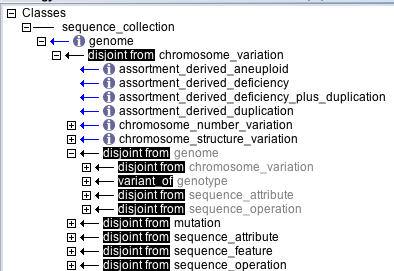 Classes
sequence_collection
genome
disjoint from chromosome_variation
assortment_derived_aneuploid
assortment_derived_deficiency
assortment_derived_deficiency_plus_duplication
assortment_derived_duplication
chromosome_number_variation
chromosome_structure_variation
disjoint from genome
disjoint from chromosome_variation
variant_of genotype
disjoint from sequence_attribute
disjoint from sequence_operation
disjoint from mutation
disjoint from sequence_attribute
disjoint from sequence_feature
disjoint from sequence_operation